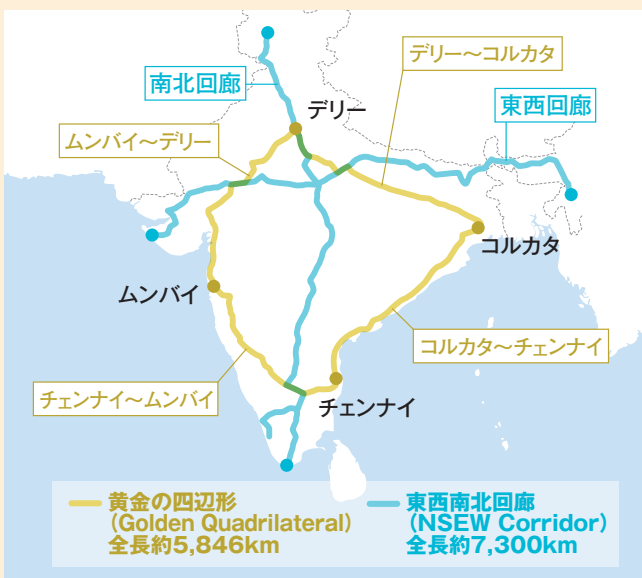 デリー～コルカタ
南北回廊
東西回廊
デリー
ムンバイ～デリー
コルカタ
ムンバイ
コルカタ～チェンナイ
チェンナイ～ムンバイ
チェンナイ
黄金の四辺形
(Golden Quadrilateral)
全長約5,846km
東西南北回廊
(NSEW Corridor)
全長約7,300km